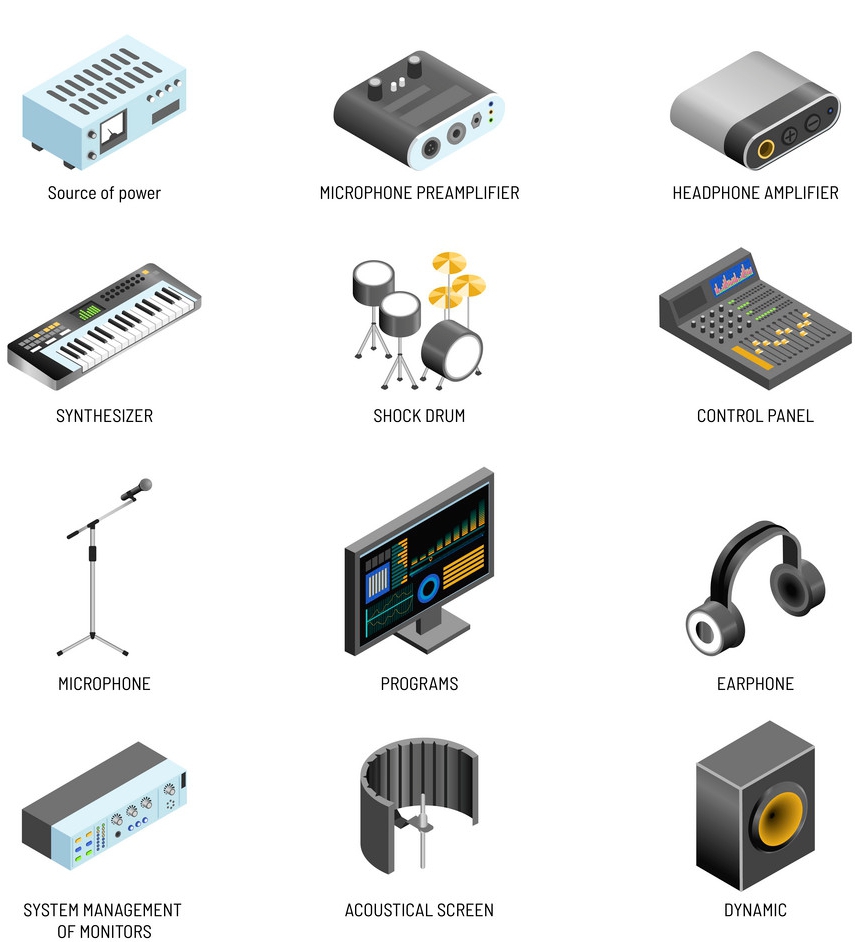 Source of power
MICROPHONE PREAMPLIFIER
HEADPHONE AMPLIFIER
SYNTHESIZER
SHOCK DRUM
CONTROL PANEL
MICROPHONE
PROGRAMS
EARPHONE
SYSTEM MANAGEMENT
OF MONITORS
ACOUSTICAL SCREEN
DYNAMIC